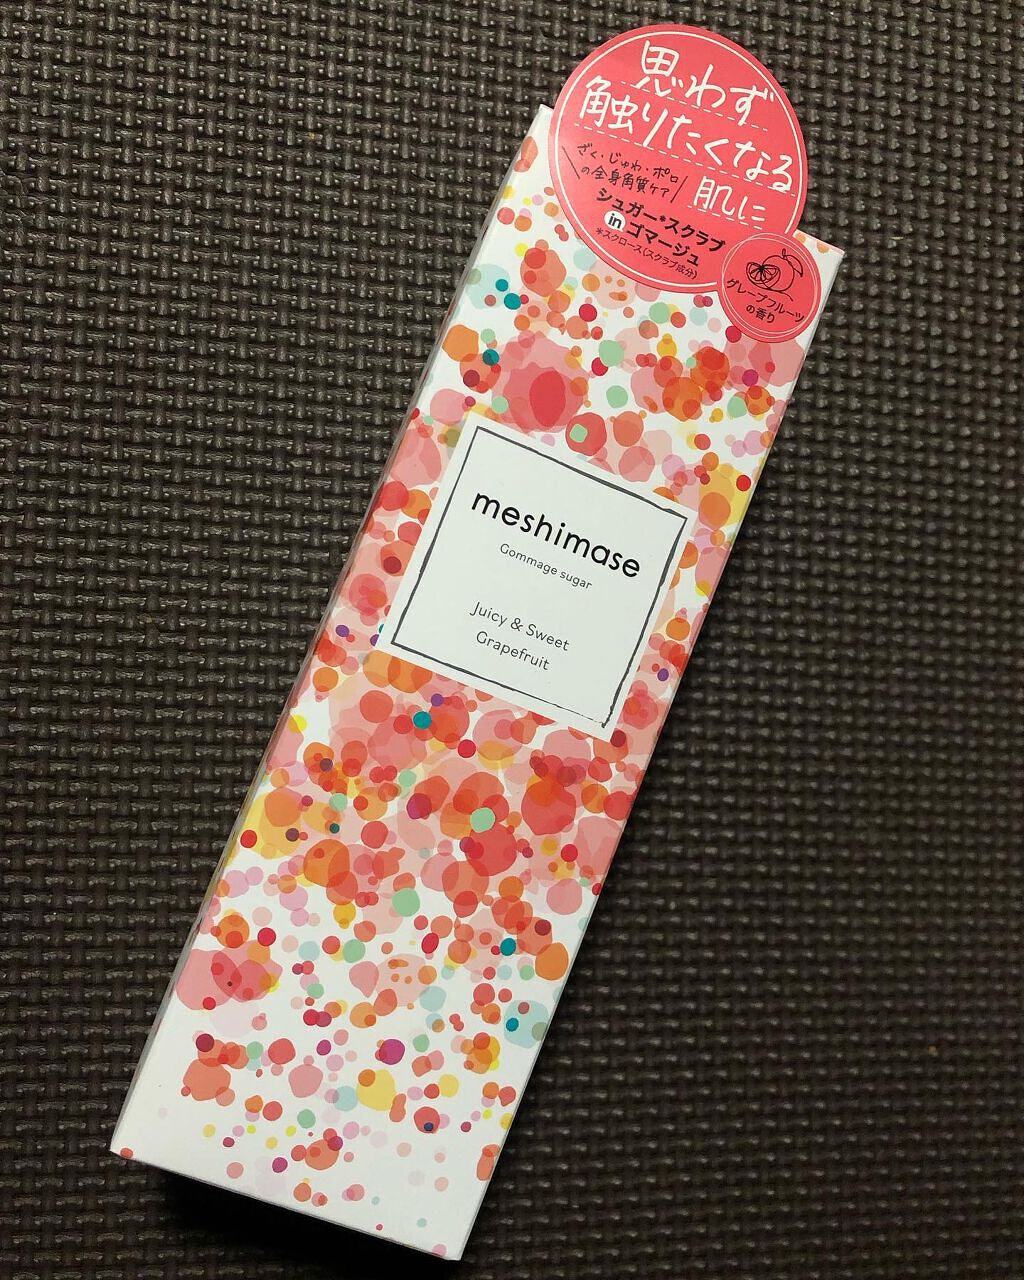 思わず
触りたくなる
肌に
ざく・じゅわ・ポロ
の全身角質ケア
シュガー*スクラブ
in ゴマージュ
*スクロース(スクラブ成分)
グレープフルーツ
の香り
meshimase
Gommage sugar
Juicy & Sweet
Grapefruit